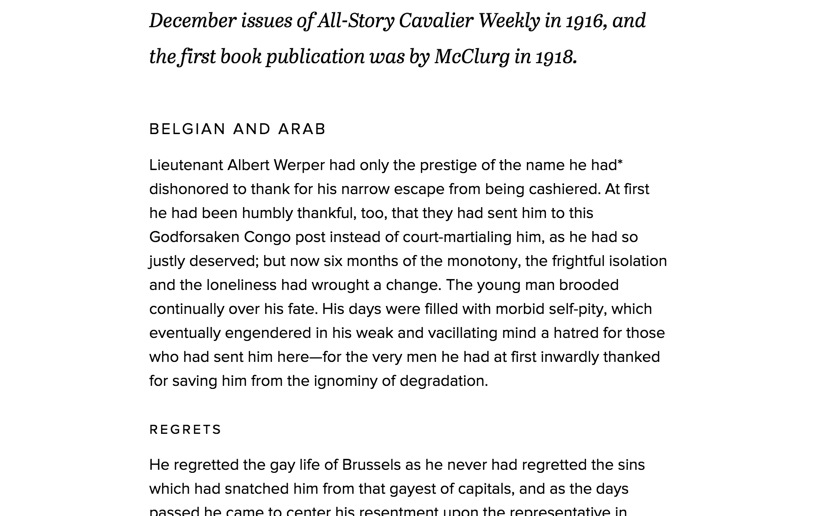 December issues of All-Story Cavalier Weekly in 1916, and
the first book publication was by McClurg in 1918.
BELGIAN AND ARAB
Lieutenant Albert Werper had only the prestige of the name he had*
dishonored to thank for his narrow escape from being cashiered. At first
he had been humbly thankful, too, that they had sent him to this
Godforsaken Congo post instead of court-martialing him, as he had so
justly deserved; but now six months of the monotony, the frightful isolation
and the loneliness had wrought a change. The young man brooded
continually over his fate. His days were filled with morbid self-pity, which
eventually engendered in his weak and vacillating mind a hatred for those
who had sent him here—for the very men he had at first inwardly thanked
for saving him from the ignominy of degradation.
REGRETS
He regretted the gay life of Brussels as he never had regretted the sins
which had snatched him from that gayest of capitals, and as the days
passed he came to center his resentment upon the representative in